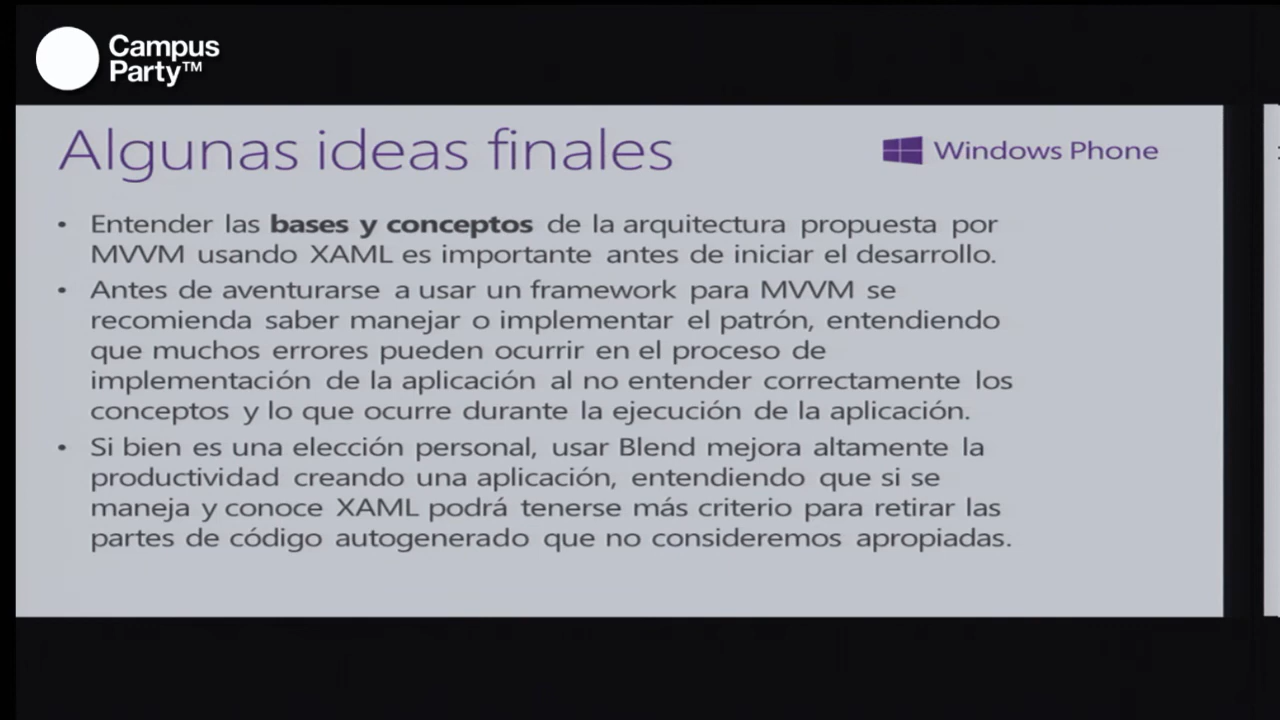 Campus
Party™
Algunas ideas finales
Windows Phone
• Entender las bases y conceptos de la arquitectura propuesta por
MVVM usando XAML es importante antes de iniciar el desarrollo.
• Antes de aventurarse a usar un framework para MVVM se
recomienda saber manejar o implementar el patrón, entendiendo
que muchos errores pueden ocurrir en el proceso de
implementación de la aplicación al no entender correctamente los
conceptos y lo que ocurre durante la ejecución de la aplicación.
• Si bien es una elección personal, usar Blend mejora altamente la
productividad creando una aplicación, entendiendo que si se
maneja y conoce XAML podrá tenerse más criterio para retirar las
partes de código autogenerado que no consideremos apropiadas.